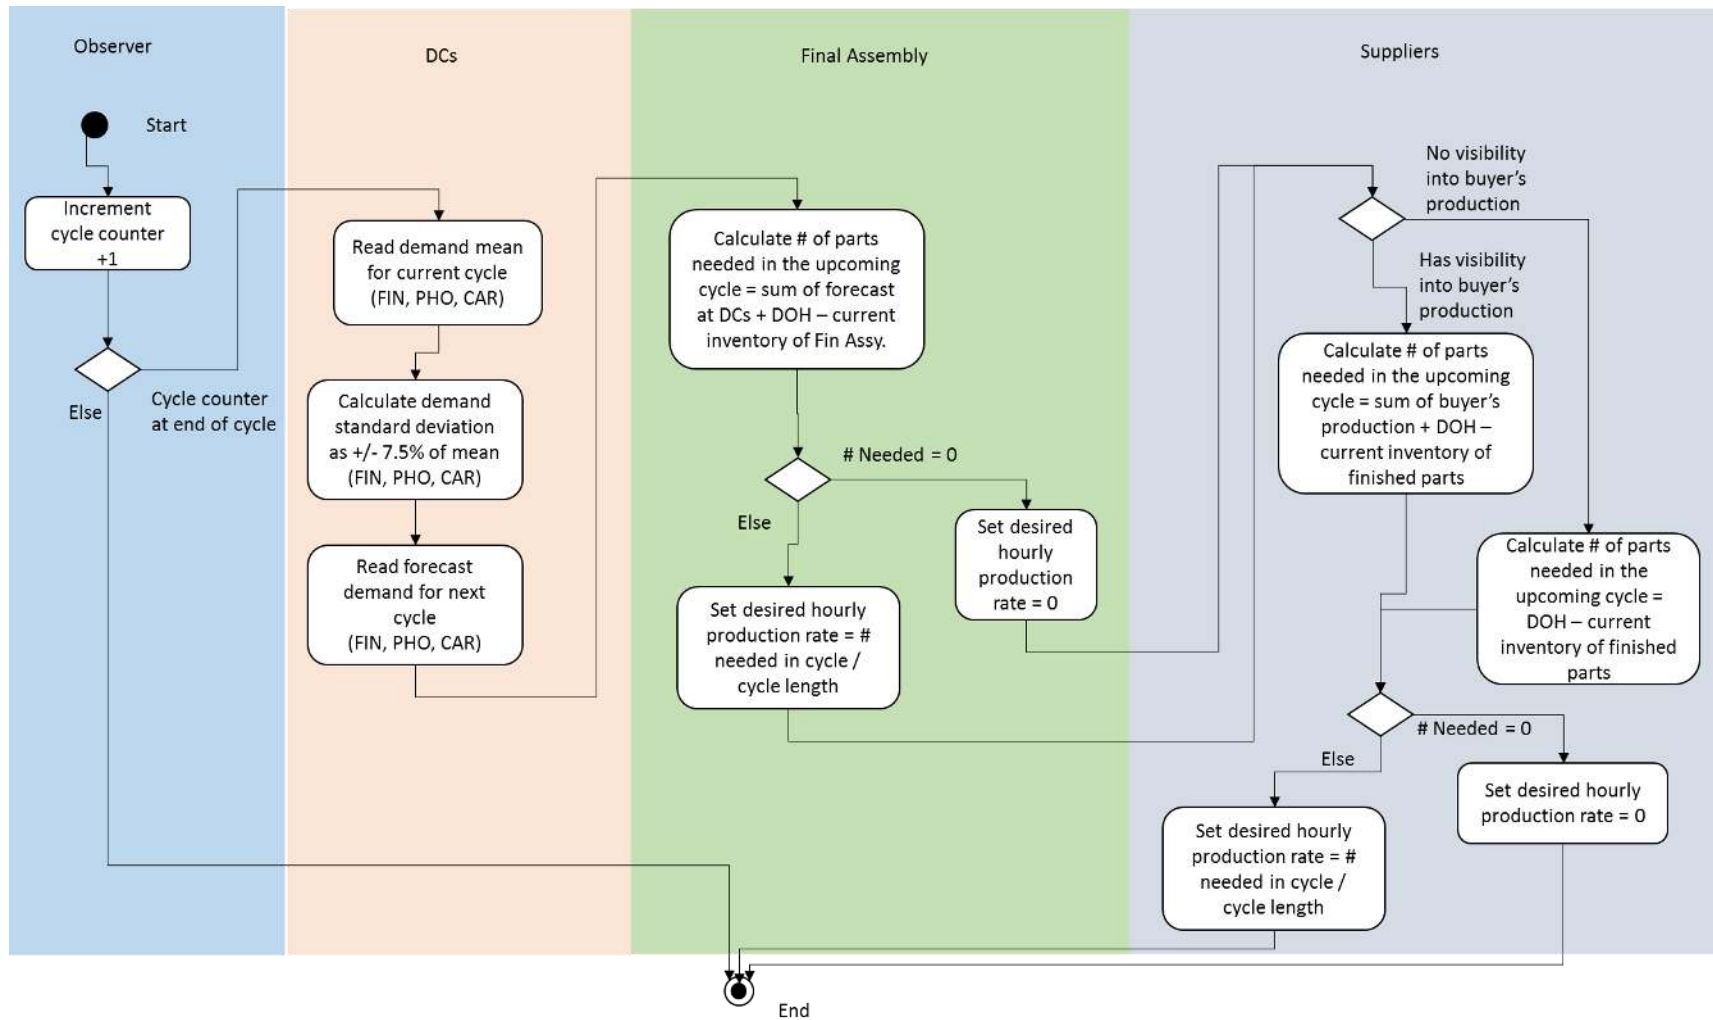 Observer
DCs
Final Assembly
Suppliers
Start
Increment
cycle counter
+1
Else
Cycle counter
at end of cycle
Read demand mean
for current cycle
(FIN, PHO, CAR)
Calculate demand
standard deviation
as +/- 7.5% of mean
(FIN, PHO, CAR)
Read forecast
demand for next
cycle
(FIN, PHO, CAR)
Calculate # of parts
needed in the upcoming
cycle = sum of forecast
at DCs + DOH – current
inventory of Fin Assy.
# Needed = 0
Else
Set desired
hourly
production
rate = 0
Set desired hourly
production rate = #
needed in cycle /
cycle length
No visibility
into buyer's
production
Has visibility
into buyer's
production
Calculate # of parts
needed in the upcoming
cycle = sum of buyer's
production + DOH –
current inventory of
finished parts
Calculate # of parts
needed in the
upcoming cycle =
DOH – current
inventory of finished
parts
# Needed = 0
Else
Set desired hourly
production rate = 0
Set desired hourly
production rate = #
needed in cycle /
cycle length
End